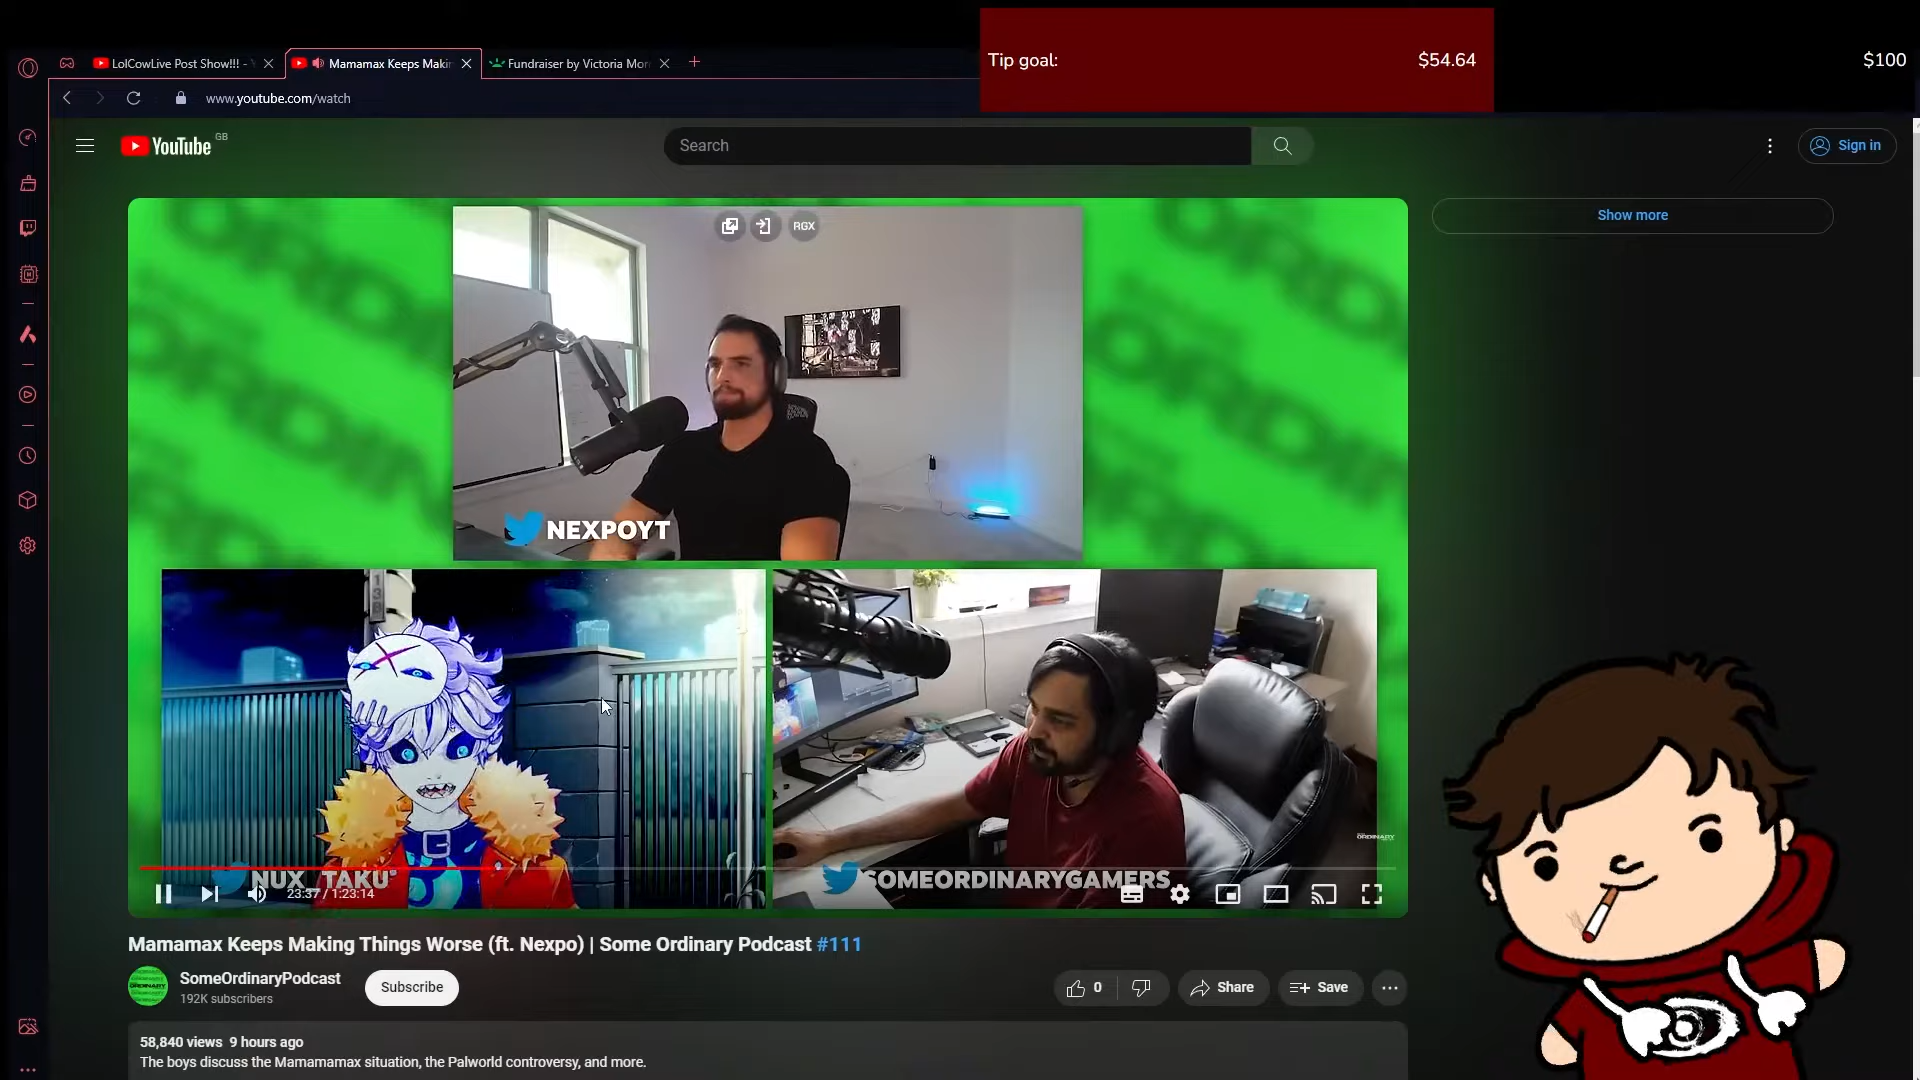 Tip goal:
$54.64
$100
LolCowLive Post Show!!! -
Mamamax Keeps Makin
Fundraiser by Victoria Mor
www.youtube.com/watch
YouTube
GB
Search
Sign in
Show more
RGX
NEXPOYT
138
NUX_TAKU
SOMEORDINARYGAMERS
ORDINARY
23:37 / 1:23:14
Mamamax Keeps Making Things Worse (ft. Nexpo) | Some Ordinary Podcast #111
SomeOrdinaryPodcast
192K subscribers
Subscribe
0
Share
Save
58,840 views 9 hours ago
The boys discuss the Mamamamax situation, the Palworld controversy, and more.